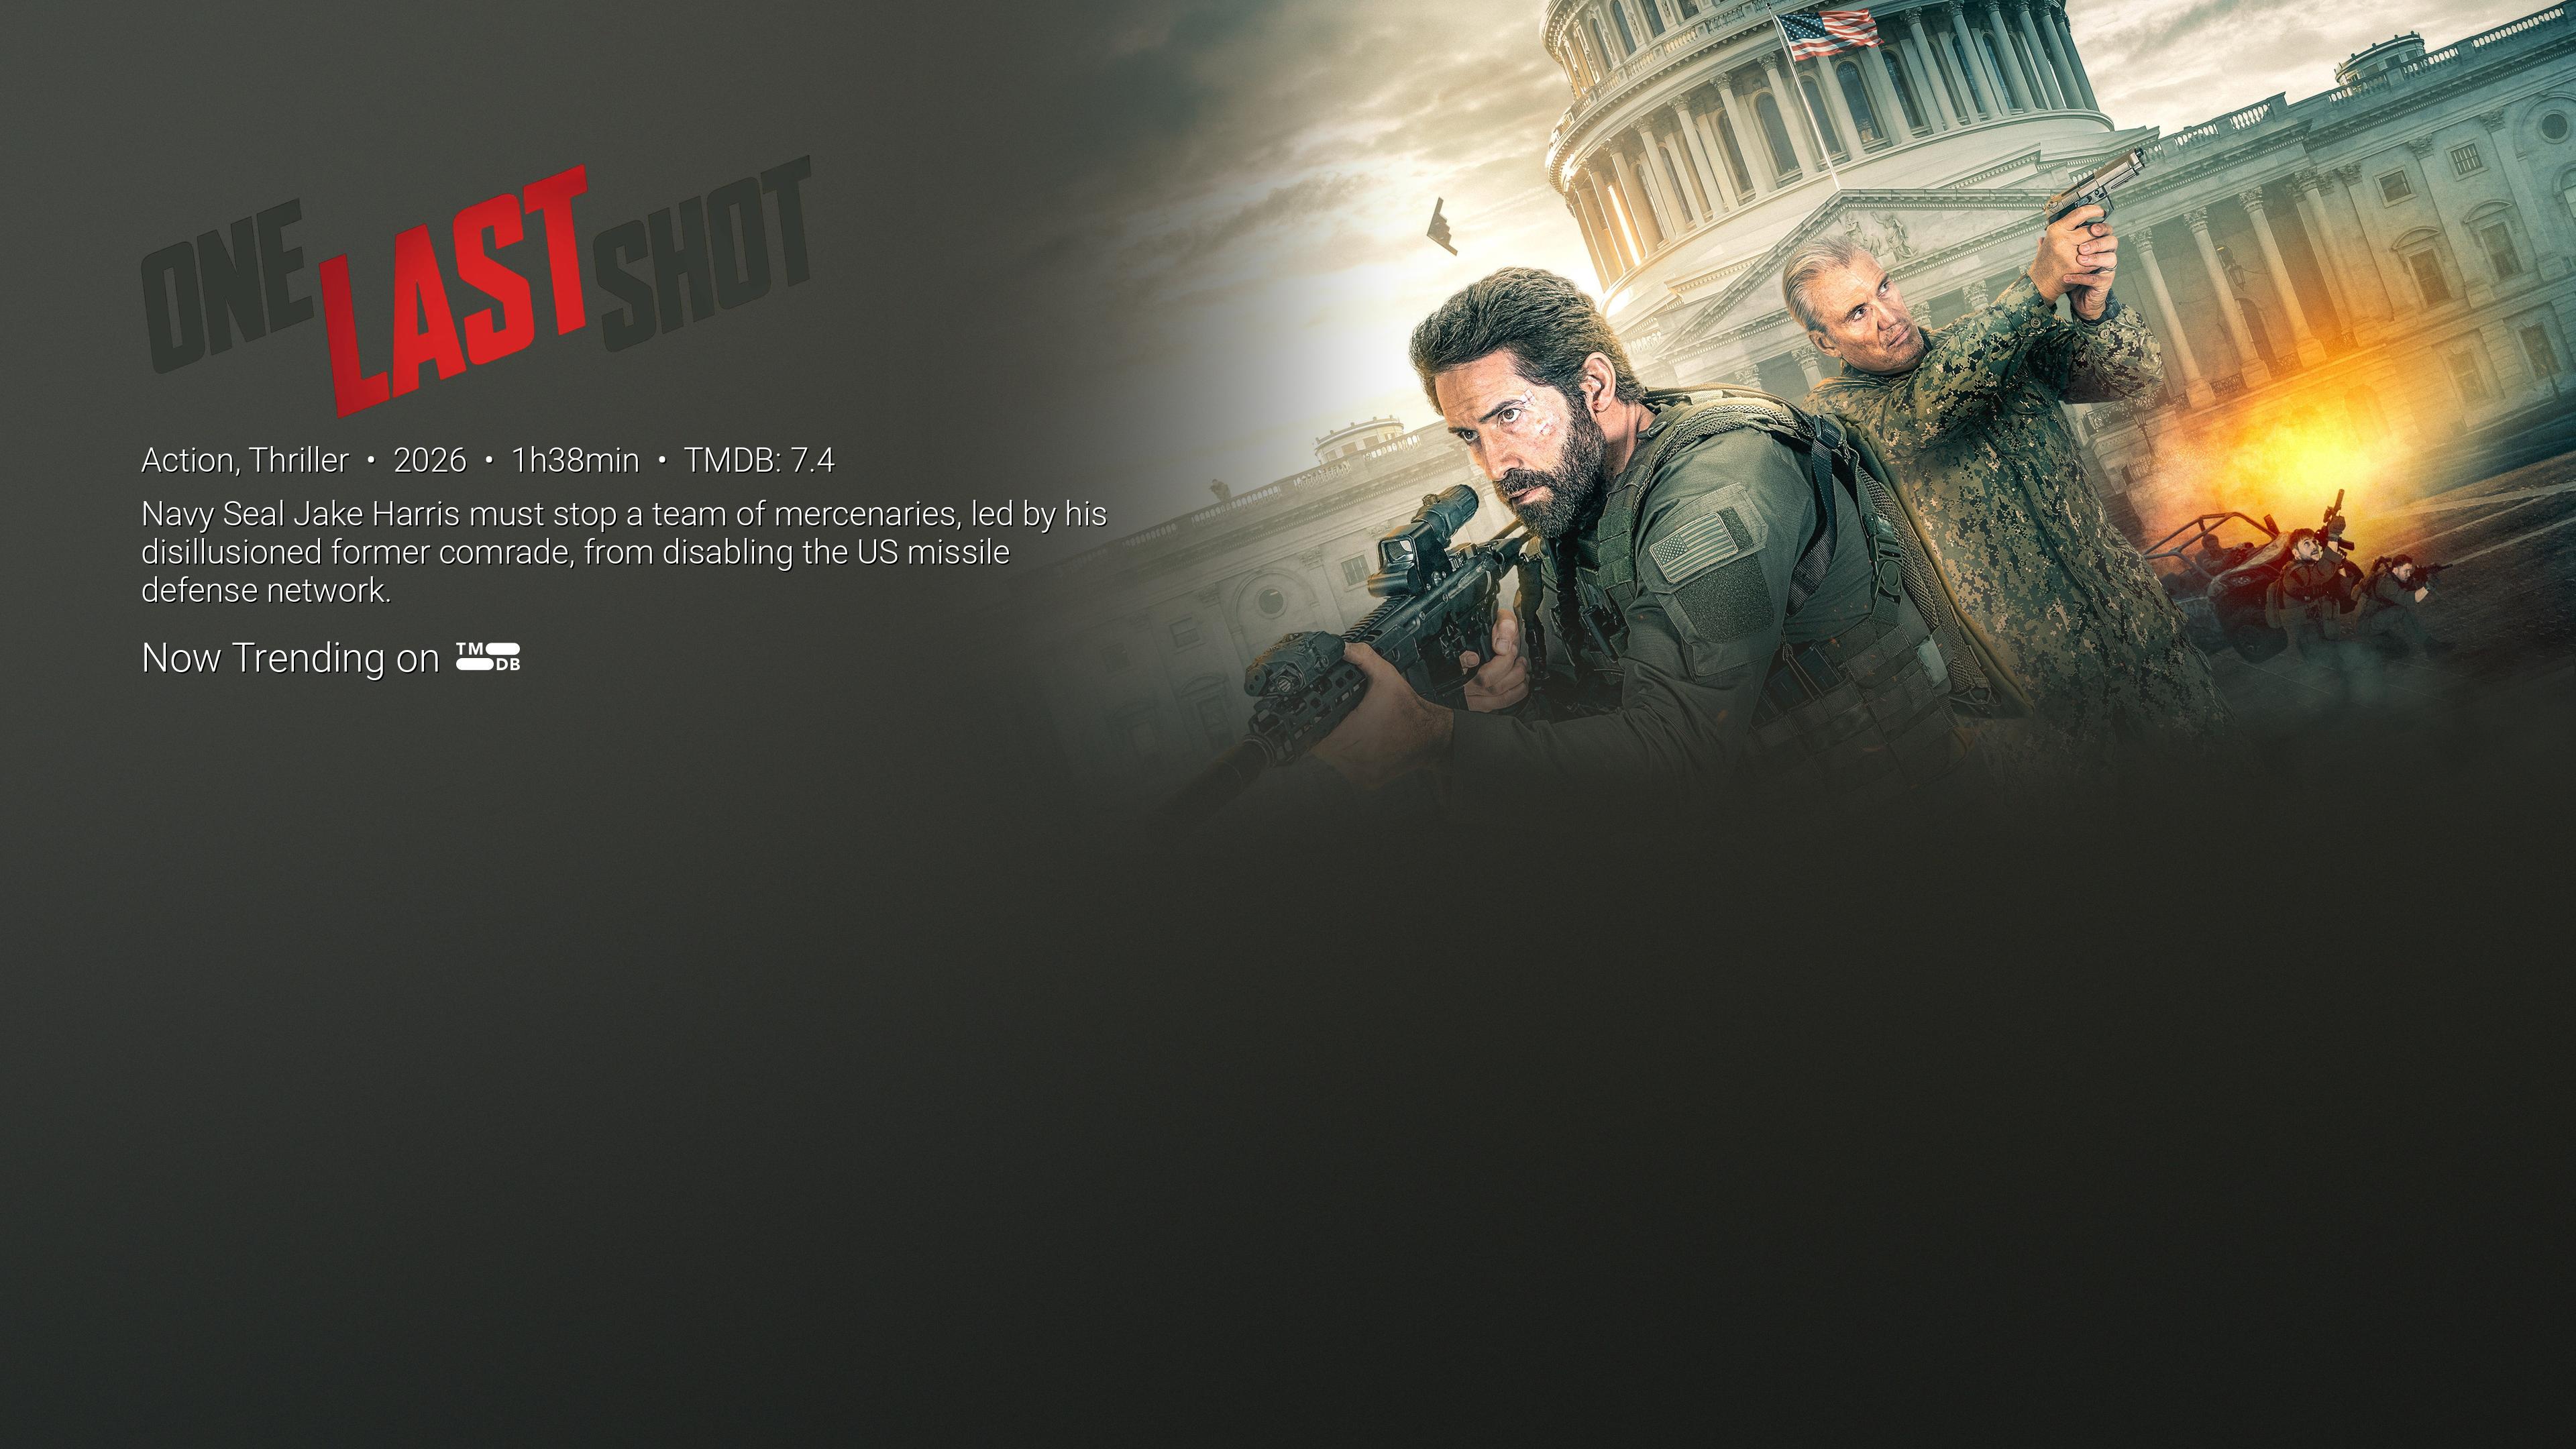 ONE LAST SHOT
Action, Thriller • 2026 • 1h38min • TMDB: 7.4
Navy Seal Jake Harris must stop a team of mercenaries, led by his
disillusioned former comrade, from disabling the US missile
defense network.
Now Trending on TMDB